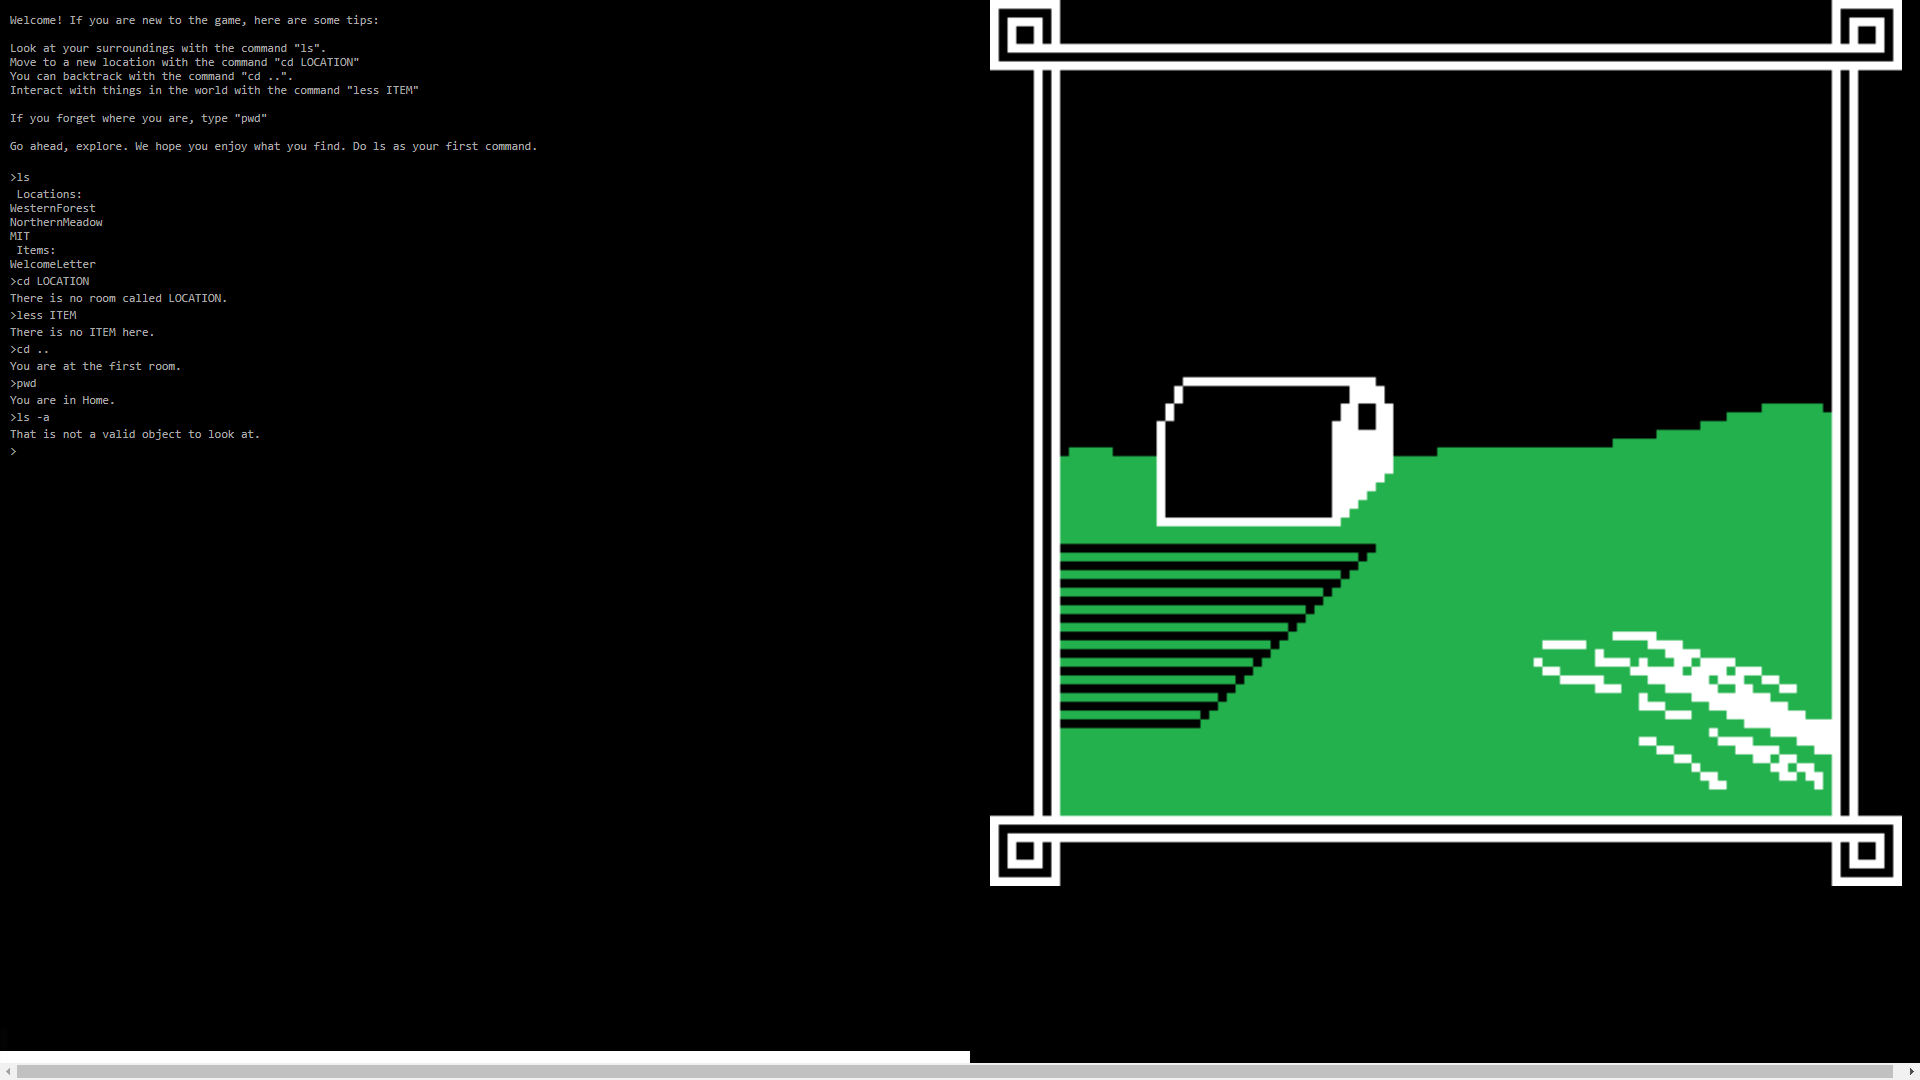 Welcome! If you are new to the game, here are some tips:
Look at your surroundings with the command "ls".
Move to a new location with the command "cd LOCATION"
You can backtrack with the command "cd ..".
Interact with things in the world with the command "less ITEM"
If you forget where you are, type "pwd"
Go ahead, explore. We hope you enjoy what you find. Do ls as your first command.
>ls
Locations:
WesternForest
NorthernMeadow
MIT
Items:
WelcomeLetter
>cd LOCATION
There is no room called LOCATION.
>less ITEM
There is no ITEM here.
>cd ..
You are at the first room.
>pwd
You are in Home.
>ls -a
That is not a valid object to look at.
>